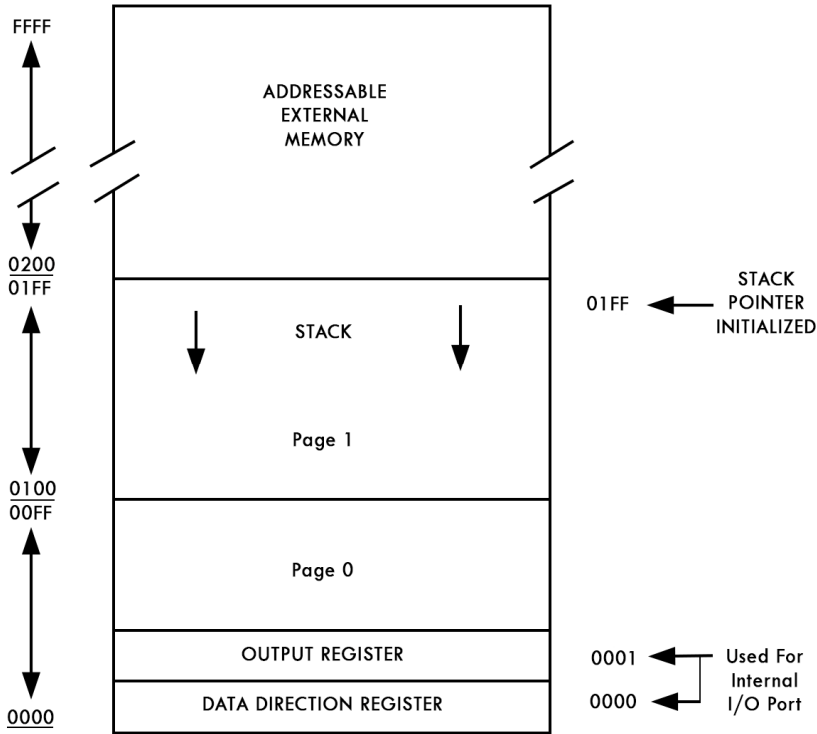 FFFF
ADDRESSABLE
EXTERNAL
MEMORY
0200
01FF
STACK
01FF
STACK
POINTER
INITIALIZED
Page 1
0100
00FF
Page 0
OUTPUT REGISTER
0001
Used For
Internal
I/O Port
DATA DIRECTION REGISTER
0000
0000